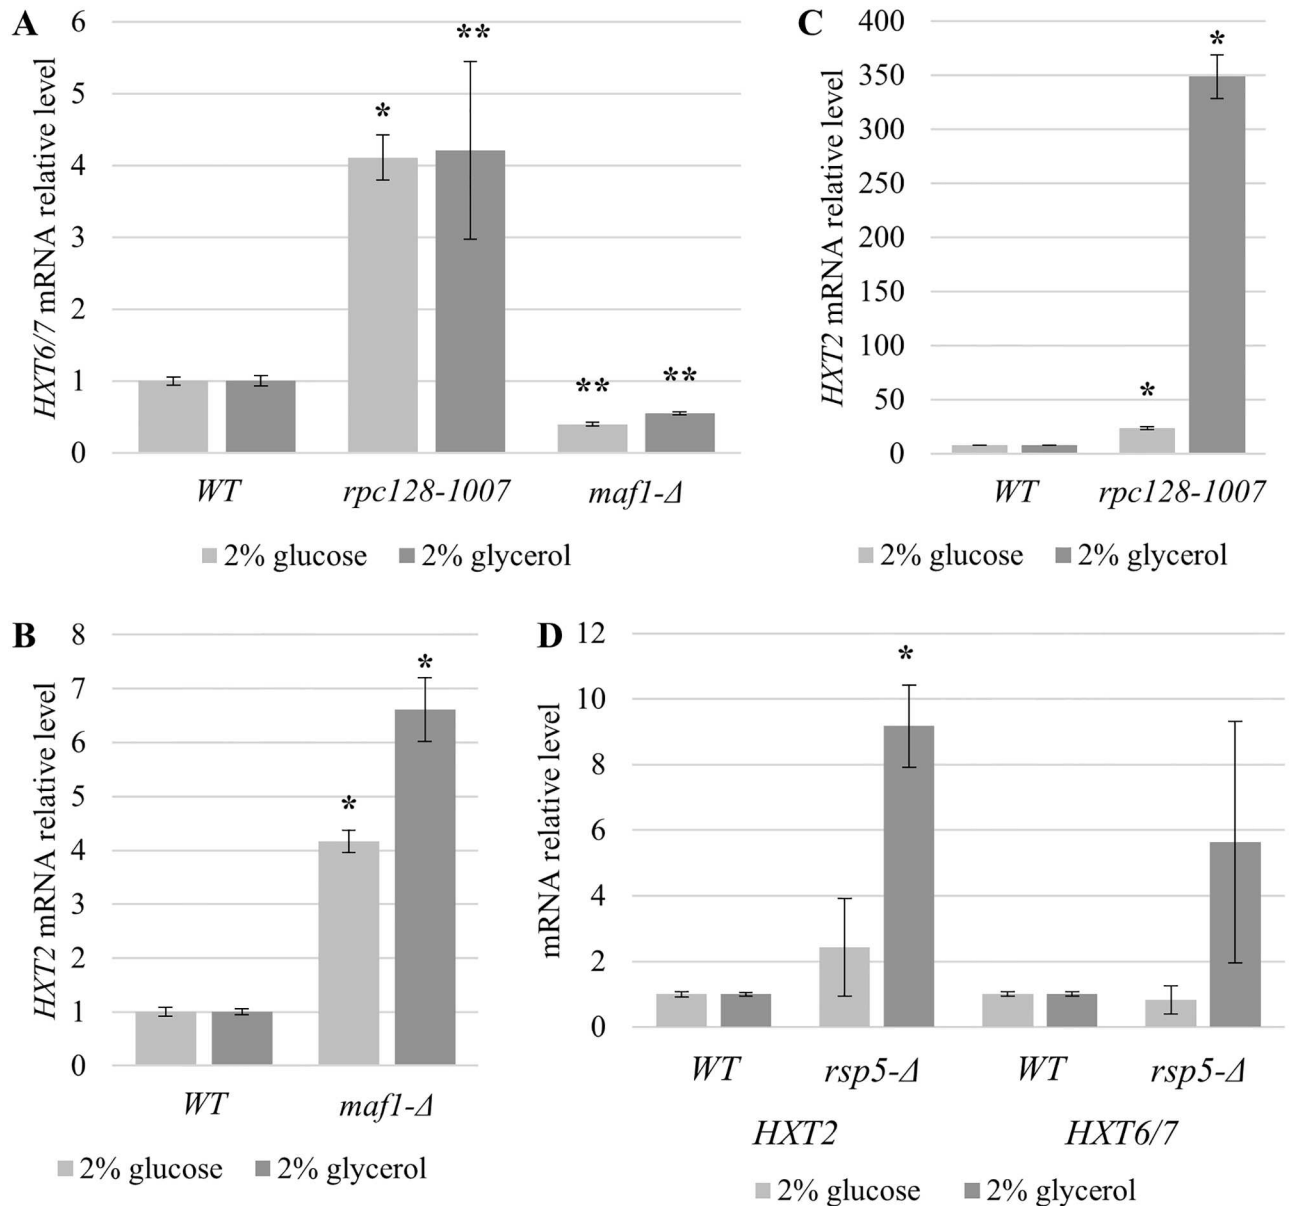 A
HXT6/7 mRNA relative level
6
5
4
3
2
1
0
**
*
**
**
WT rpc128-1007 maf1-Δ
2% glucose 2% glycerol
C
HXT2 mRNA relative level
400
350
300
250
200
150
100
50
0
*
*
WT rpc128-1007
2% glucose 2% glycerol
B
HXT2 mRNA relative level
8
7
6
5
4
3
2
1
0
*
*
WT maf1-Δ
2% glucose 2% glycerol
D
mRNA relative level
12
10
8
6
4
2
0
*
WT rsp5-Δ WT rsp5-Δ
HXT2 HXT6/7
2% glucose 2% glycerol